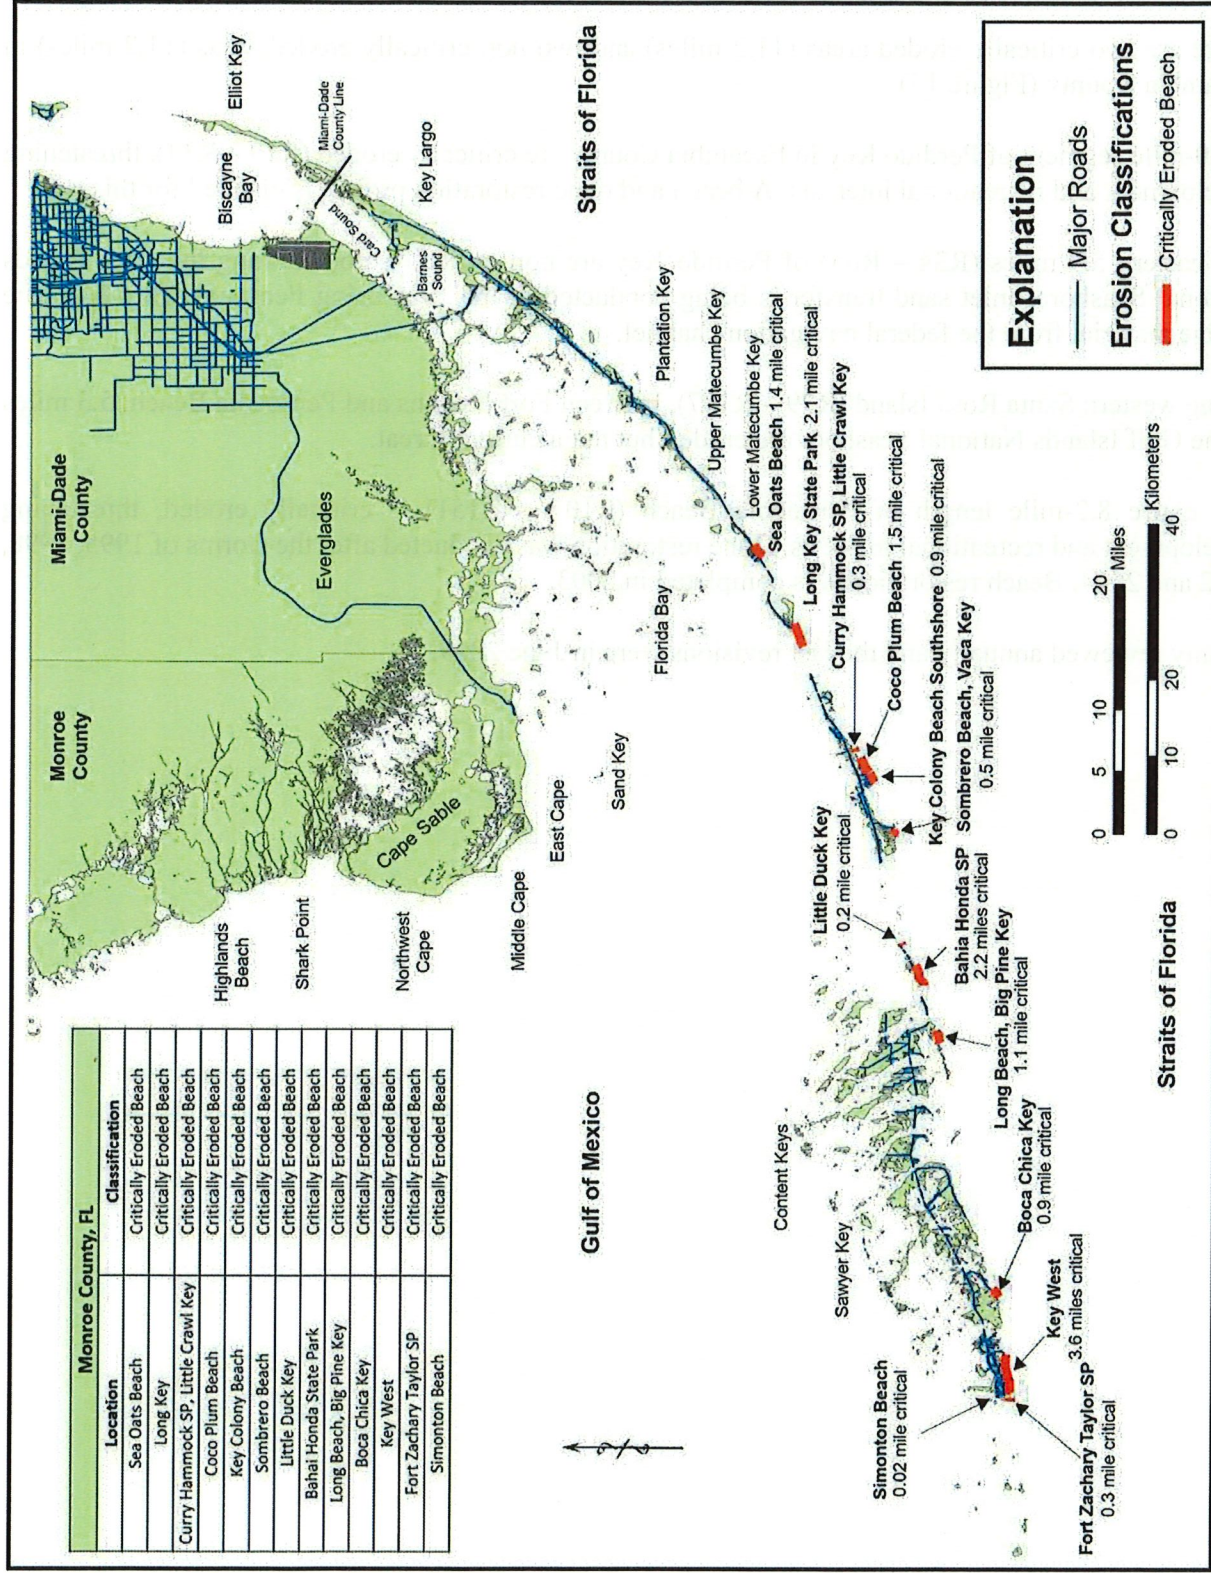 Monroe County, FL
Location Classification
Sea Oats Beach Critically Eroded Beach
Long Key Critically Eroded Beach
Curry Hammock SP, Little Crawl Key Critically Eroded Beach
Coco Plum Beach Critically Eroded Beach
Key Colony Beach Critically Eroded Beach
Sombrero Beach Critically Eroded Beach
Little Duck Key Critically Eroded Beach
Bahai Honda State Park Critically Eroded Beach
Long Beach, Big Pine Key Critically Eroded Beach
Boca Chica Key Critically Eroded Beach
Key West Critically Eroded Beach
Fort Zachary Taylor SP Critically Eroded Beach
Simonton Beach Critically Eroded Beach
Monroe
County
Miami-Dade
County
Highlands
Beach
Shark Point
Northwest
Cape
Cape Sable
Middle Cape
East Cape
Sand Key
Everglades
Florida Bay
Biscayne
Bay
Elliot Key
Miami-Dade
County Line
Card Sound
Barnes
Sound
Key Largo
Straits of Florida
Plantation Key
Upper Matecumbe Key
Lower Matecumbe Key
Sea Oats Beach 1.4 mile critical
Long Key State Park 2.1 mile critical
Curry Hammock SP, Little Crawl Key
0.3 mile critical
Coco Plum Beach 1.5 mile critical
Key Colony Beach Southshore 0.9 mile critical
Sombrero Beach, Vaca Key
0.5 mile critical
Little Duck Key
0.2 mile critical
Bahia Honda SP
2.2 miles critical
Long Beach, Big Pine Key
1.1 mile critical
Gulf of Mexico
Content Keys
Sawyer Key
Boca Chica Key
0.9 mile critical
Key West
3.6 miles critical
Simonton Beach
0.02 mile critical
Fort Zachary Taylor SP
0.3 mile critical
Straits of Florida
0 5 10 20
Miles
0 10 20 40
Kilometers
Explanation
Major Roads
Erosion Classifications
Critically Eroded Beach